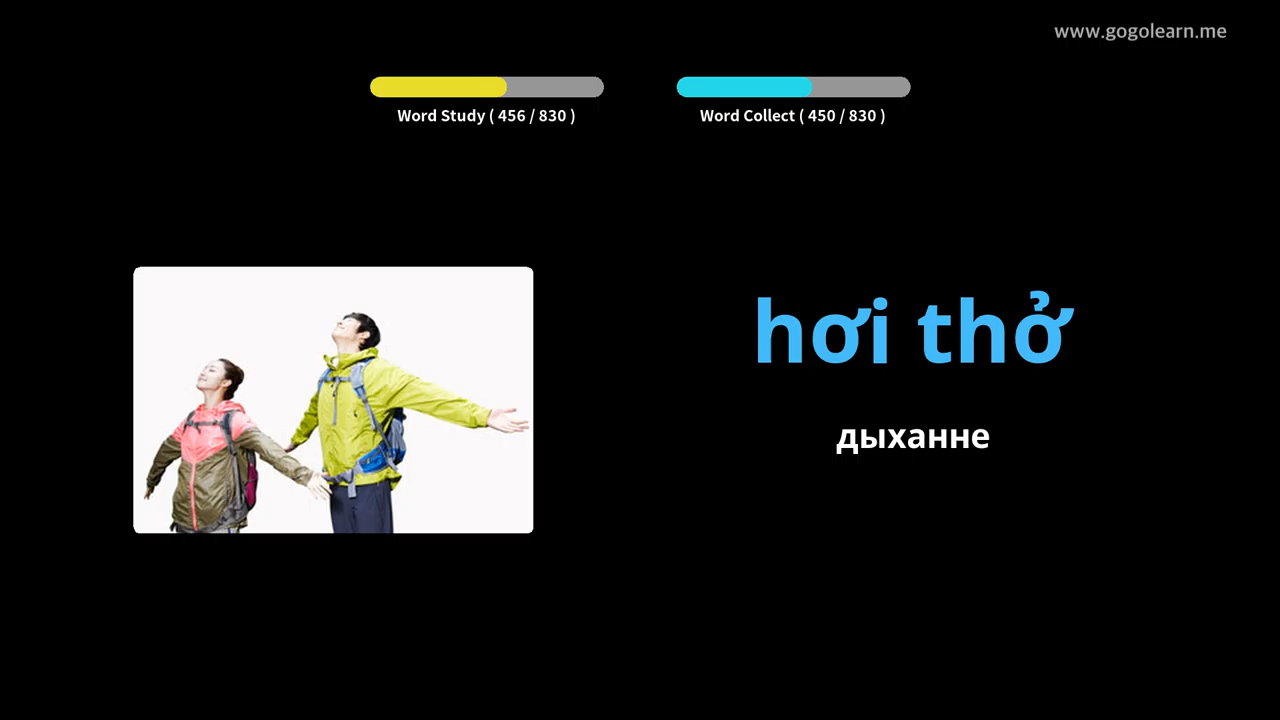 www.gogolearn.me
Word Study ( 456 / 830 )
Word Collect ( 450 / 830 )
hơi thở
дыханне